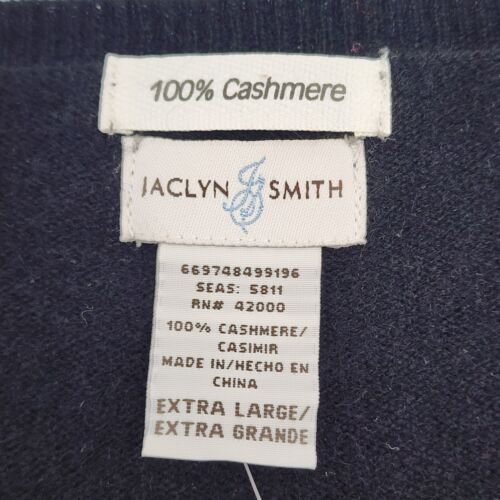 100% Cashmere
JACLYN JS SMITH
669748499196
SEAS: 5811
RN# 42000
100% CASHMERE/
CASIMIR
MADE IN/HECHO EN
CHINA
EXTRA LARGE/
EXTRA GRANDE